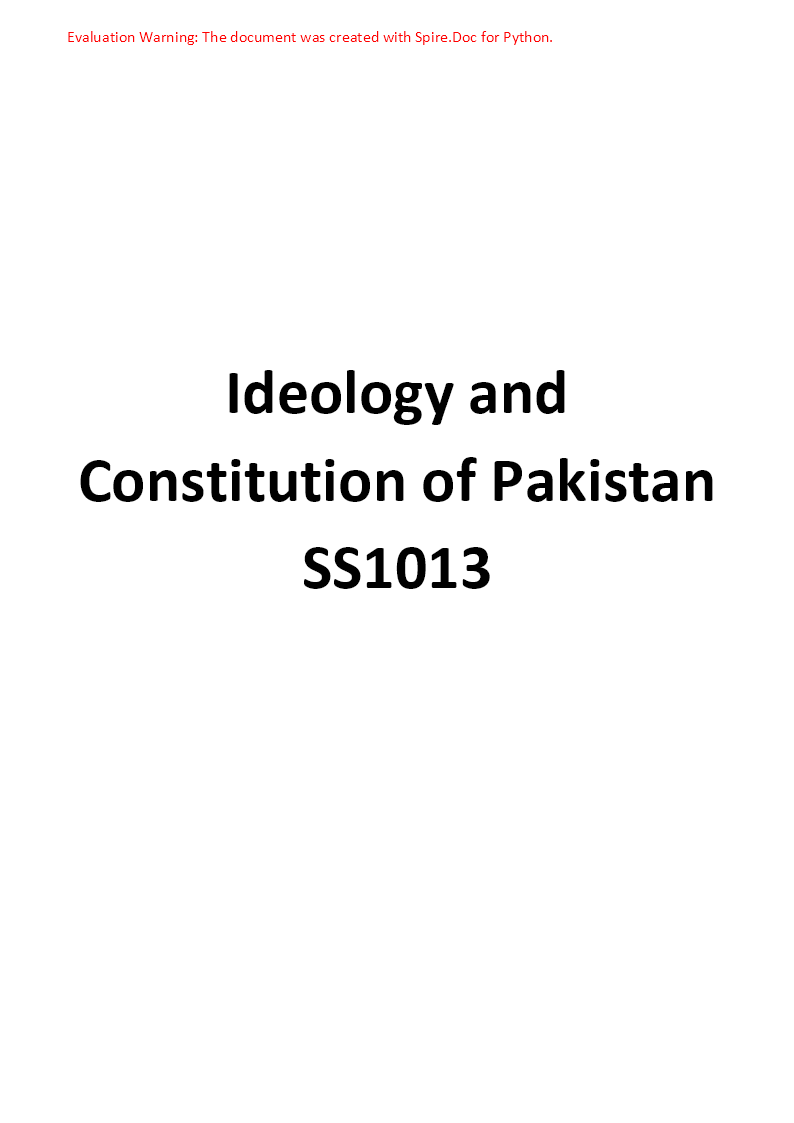 Evaluation Warning: The document was created with Spire.Doc for Python.
Ideology and
Constitution of Pakistan
SS1013